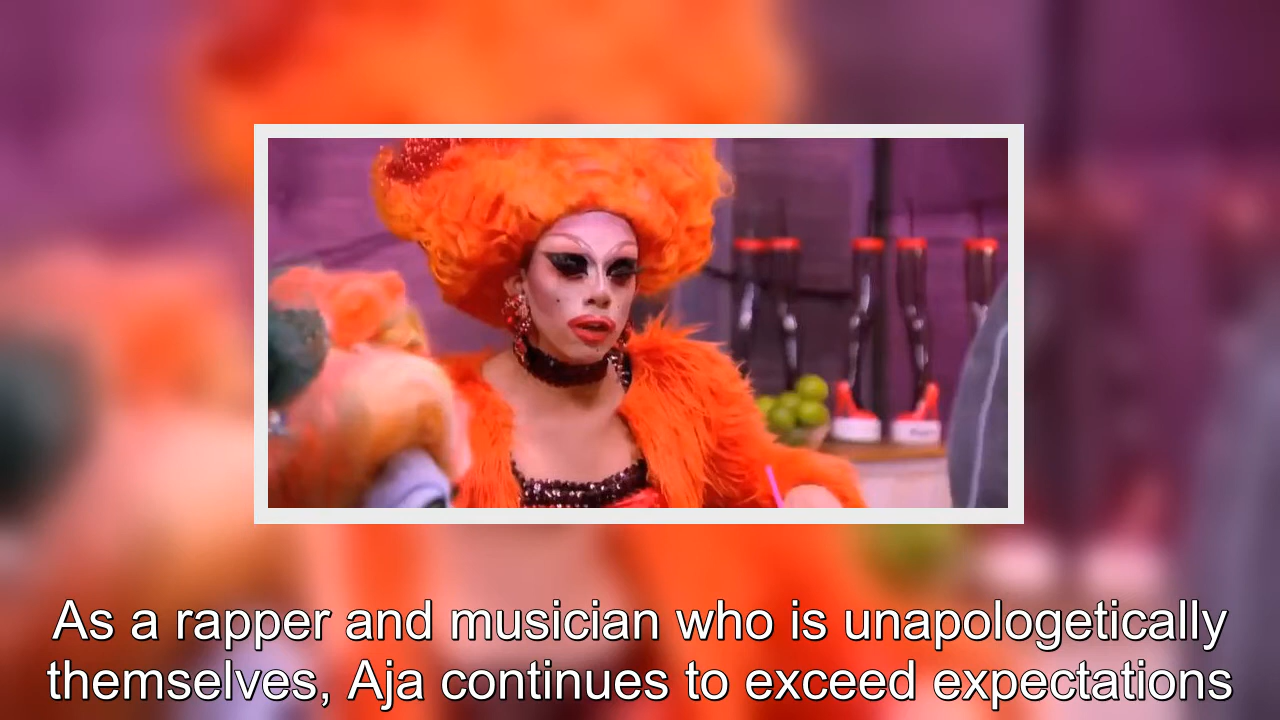 As a rapper and musician who is unapologetically
themselves, Aja continues to exceed expectations